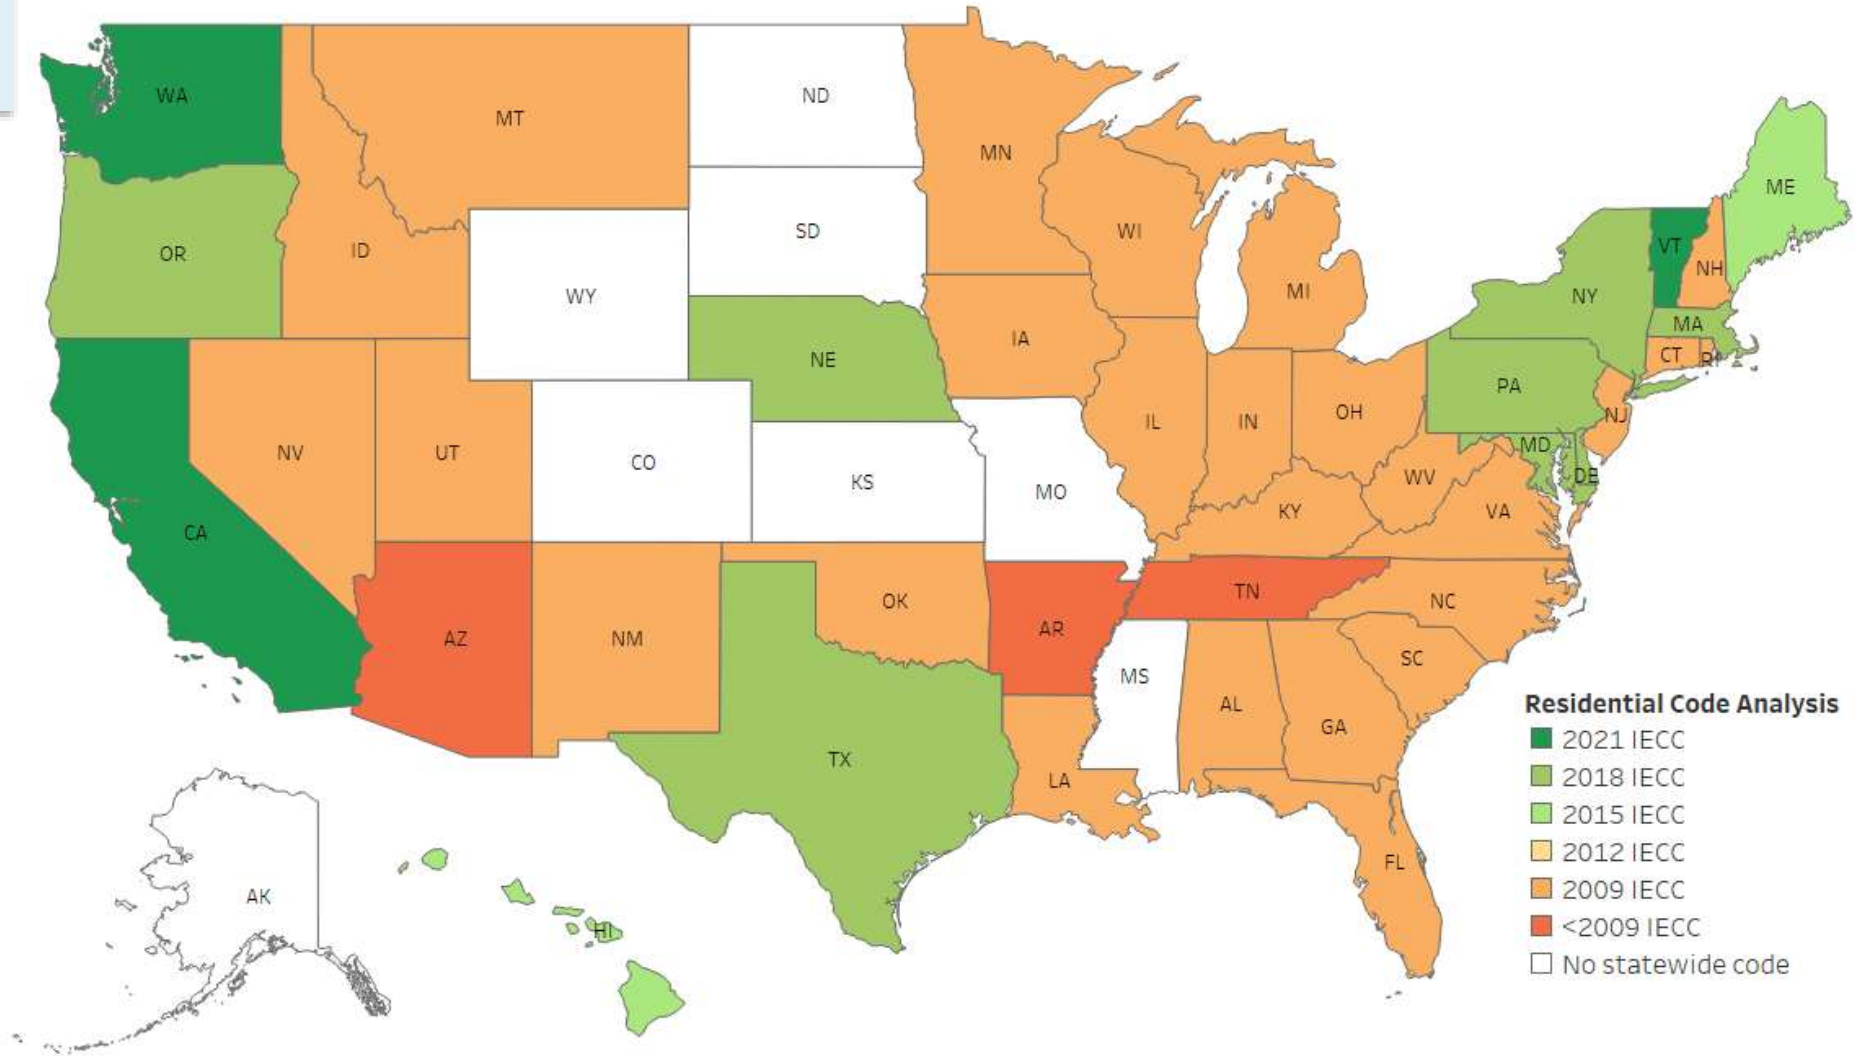 WA
MT
ND
MN
ME
OR
ID
SD
WI
VT
NH
WY
MI
NY
MA
NE
IA
CT
RI
PA
NV
UT
CO
KS
MO
IL
IN
OH
NJ
MD
DE
WV
VA
KY
CA
AZ
NM
OK
AR
TN
NC
MS
AL
GA
SC
TX
LA
FL
AK
HI
Residential Code Analysis
2021 IECC
2018 IECC
2015 IECC
2012 IECC
2009 IECC
<2009 IECC
No statewide code